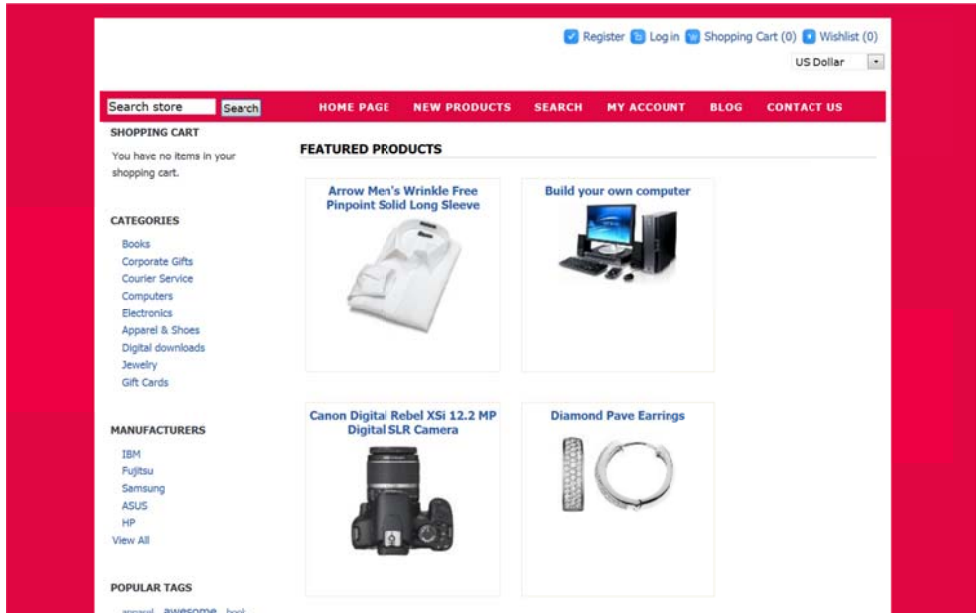 Register Log in Shopping Cart (0) Wishlist (0)
US Dollar
Search store Search HOME PAGE NEW PRODUCTS SEARCH MY ACCOUNT BLOG CONTACT US
SHOPPING CART
You have no items in your
shopping cart.
CATEGORIES
Books
Corporate Gifts
Courier Service
Computers
Electronics
Apparel & Shoes
Digital downloads
Jewelry
Gift Cards
MANUFACTURERS
IBM
Fujitsu
Samsung
ASUS
HP
View All
POPULAR TAGS
apparel awesome book
FEATURED PRODUCTS
Arrow Men's Wrinkle Free
Pinpoint Solid Long Sleeve
Build your own computer
Canon Digital Rebel XSi 12.2 MP
Digital SLR Camera
Diamond Pave Earrings